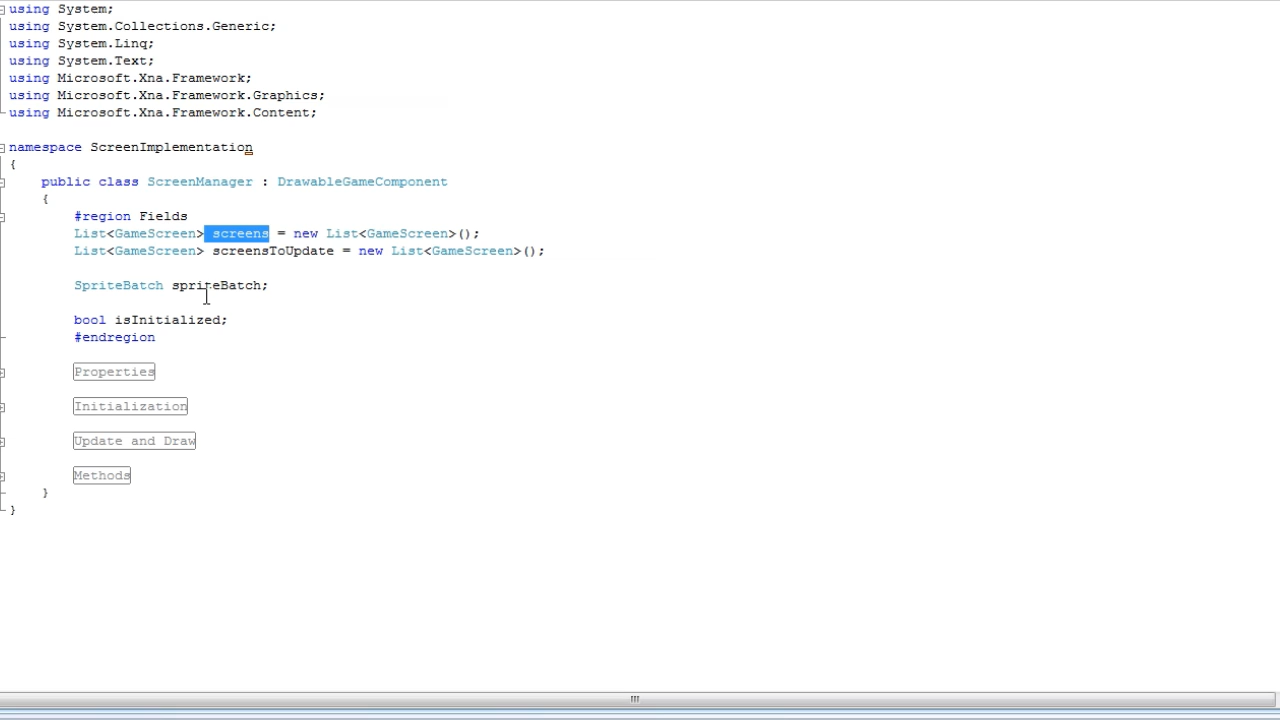 using System;
using System.Collections.Generic;
using System.Linq;
using System.Text;
using Microsoft.Xna.Framework;
using Microsoft.Xna.Framework.Graphics;
using Microsoft.Xna.Framework.Content;
namespace ScreenImplementation
{
public class ScreenManager : DrawableGameComponent
{
#region Fields
List<GameScreen> screens = new List<GameScreen>();
List<GameScreen> screensToUpdate = new List<GameScreen>();
SpriteBatch spriteBatch;
bool isInitialized;
#endregion
Properties
Initialization
Update and Draw
Methods
}
}